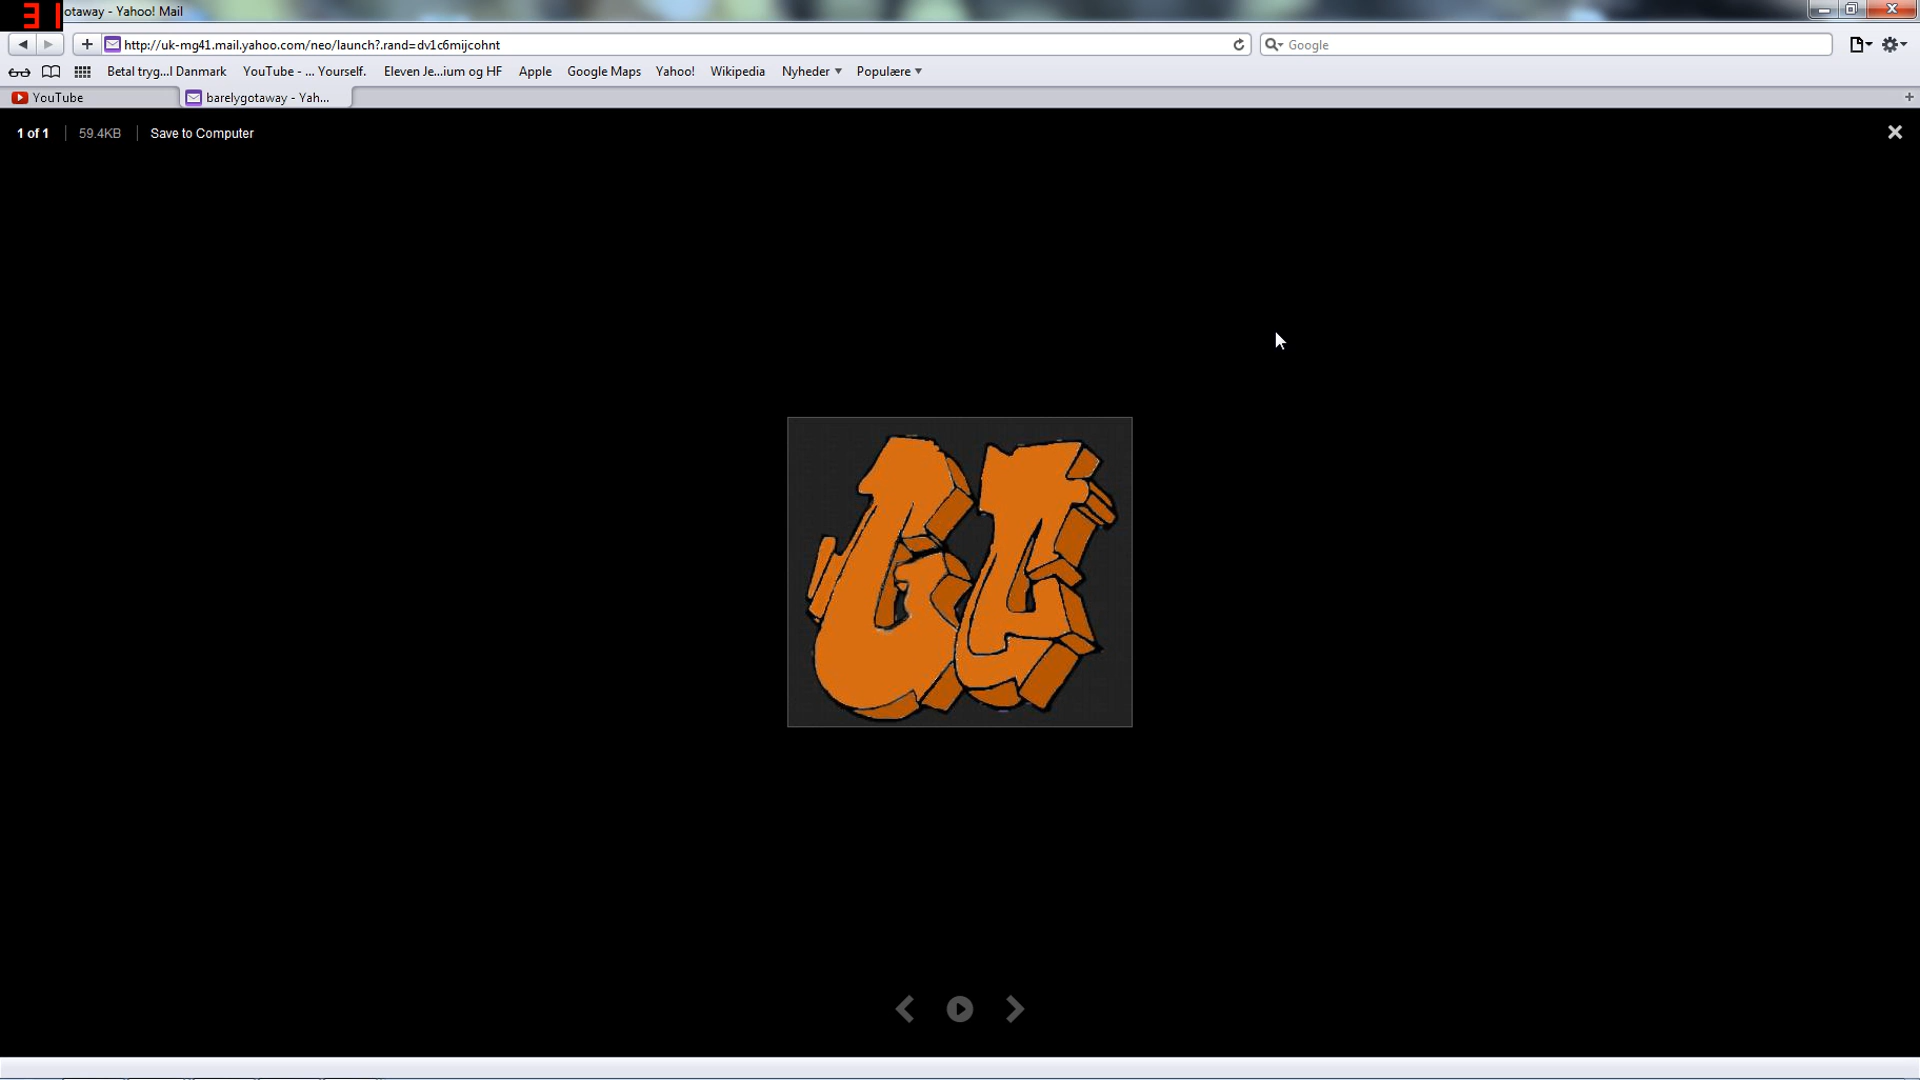 31
otaway - Yahoo! Mail
http://uk-mg41.mail.yahoo.com/neo/launch?.rand=dv1c6mijcohnt
Google
Betal tryg...l Danmark YouTube - ... Yourself. Eleven Je...ium og HF Apple Google Maps Yahoo! Wikipedia Nyheder Populære
YouTube barelygotaway - Yah...
1 of 1 59.4KB Save to Computer